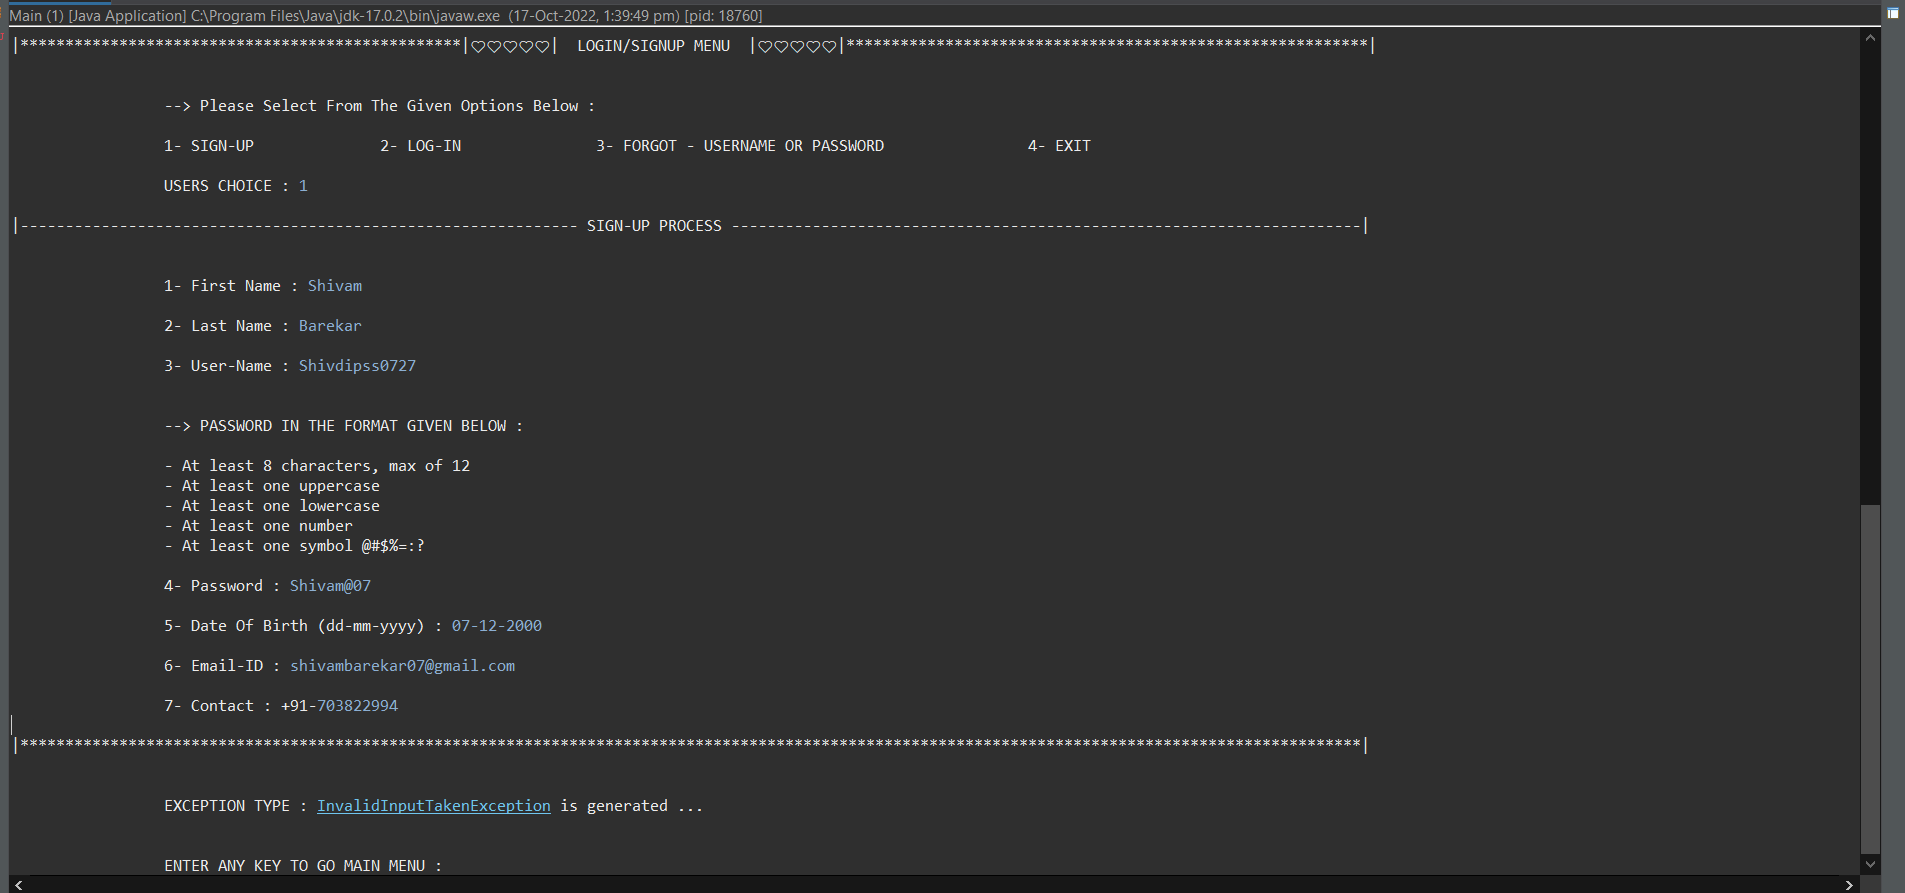 Main (1) [Java Application] C:\Program Files\Java\jdk-17.0.2\bin\javaw.exe (17-Oct-2022, 1:39:49 pm) [pid: 18760]
|*************************************************|♡♡♡♡♡| LOGIN/SIGNUP MENU |♡♡♡♡♡|**********************************************************|
--> Please Select From The Given Options Below :
1- SIGN-UP 2- LOG-IN 3- FORGOT - USERNAME OR PASSWORD 4- EXIT
USERS CHOICE : 1
|-------------------------------------------------------------- SIGN-UP PROCESS ----------------------------------------------------------------------|
1- First Name : Shivam
2- Last Name : Barekar
3- User-Name : Shivdipss0727
--> PASSWORD IN THE FORMAT GIVEN BELOW :
- At least 8 characters, max of 12
- At least one uppercase
- At least one lowercase
- At least one number
- At least one symbol @#$%=:?
4- Password : Shivam@07
5- Date Of Birth (dd-mm-yyyy) : 07-12-2000
6- Email-ID : shivambarekar07@gmail.com
7- Contact : +91-703822994
|*****************************************************************************************************************************************************|
EXCEPTION TYPE : InvalidInputTakenException is generated ...
ENTER ANY KEY TO GO MAIN MENU :